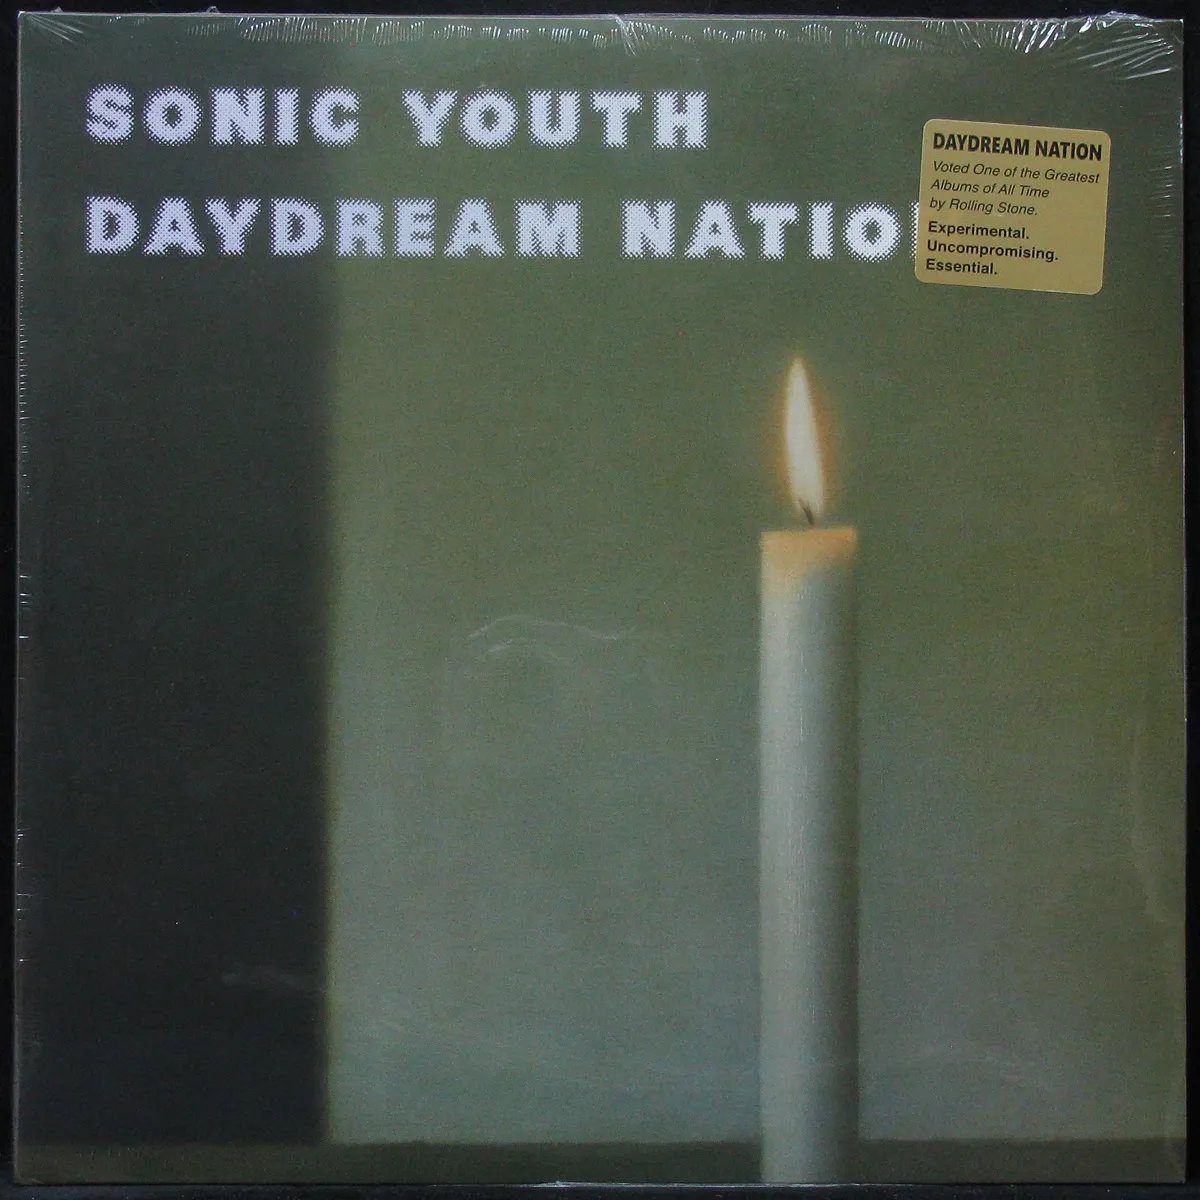 SONIC YOUTH
DAYDREAM NATIO
DAYDREAM NATION
Voted One of the Greatest
Albums of All Time
by Rolling Stone.
Experimental.
Uncompromising.
Essential.